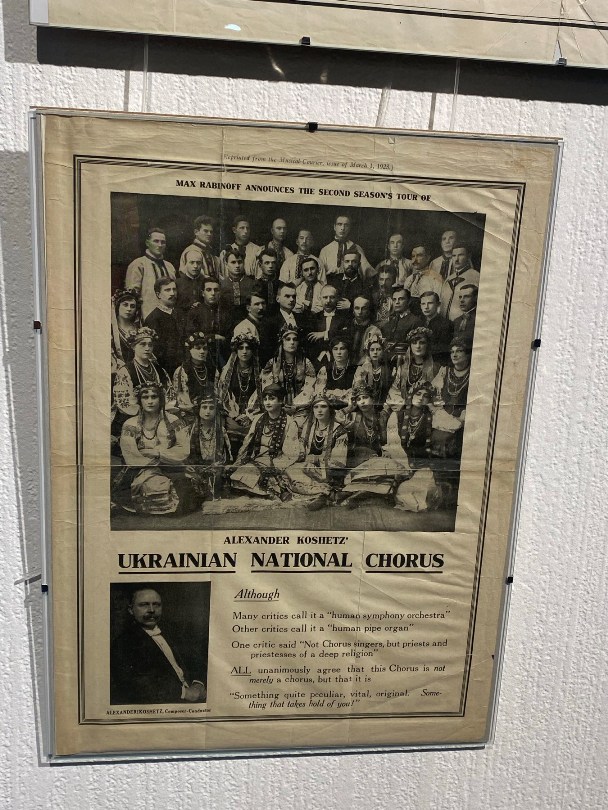 Reprinted from the Musical Courier, issue of March 1, 1923.)
MAX RABINOFF ANNOUNCES THE SECOND SEASON'S TOUR OF
ALEXANDER KOSHETZ'
UKRAINIAN NATIONAL CHORUS
Although
Many critics call it a "human symphony orchestra"
Other critics call it a "human pipe organ"
One critic said "Not Chorus singers, but priests and
priestesses of a deep religion"
ALL unanimously agree that this Chorus is not
merely a chorus, but that it is
"Something quite peculiar, vital, original. Some-
thing that takes hold of you!"
ALEXANDER KOSHETZ, Composer-Conductor